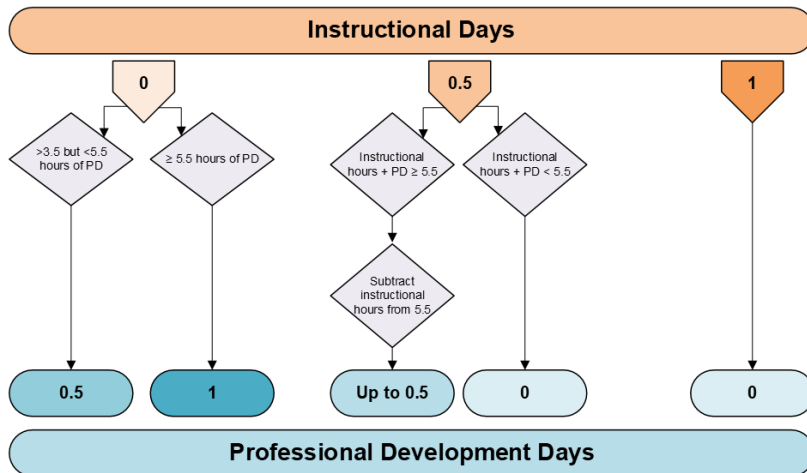 Instructional Days
0
0.5
1
>3.5 but <5.5
hours of PD
≥ 5.5 hours of PD
Instructional
hours + PD ≥ 5.5
Instructional
hours + PD < 5.5
Subtract
instructional
hours from 5.5
0.5
1
Up to 0.5
0
0
Professional Development Days